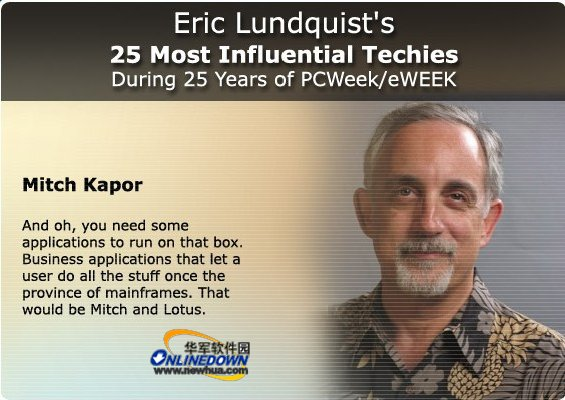 Eric Lundquist's
25 Most Influential Techies
During 25 Years of PCWeek/eWEEK
Mitch Kapor
And oh, you need some
applications to run on that box.
Business applications that let a
user do all the stuff once the
province of mainframes. That
would be Mitch and Lotus.
华军软件园
ONLINEDOWN
www.newhua.com